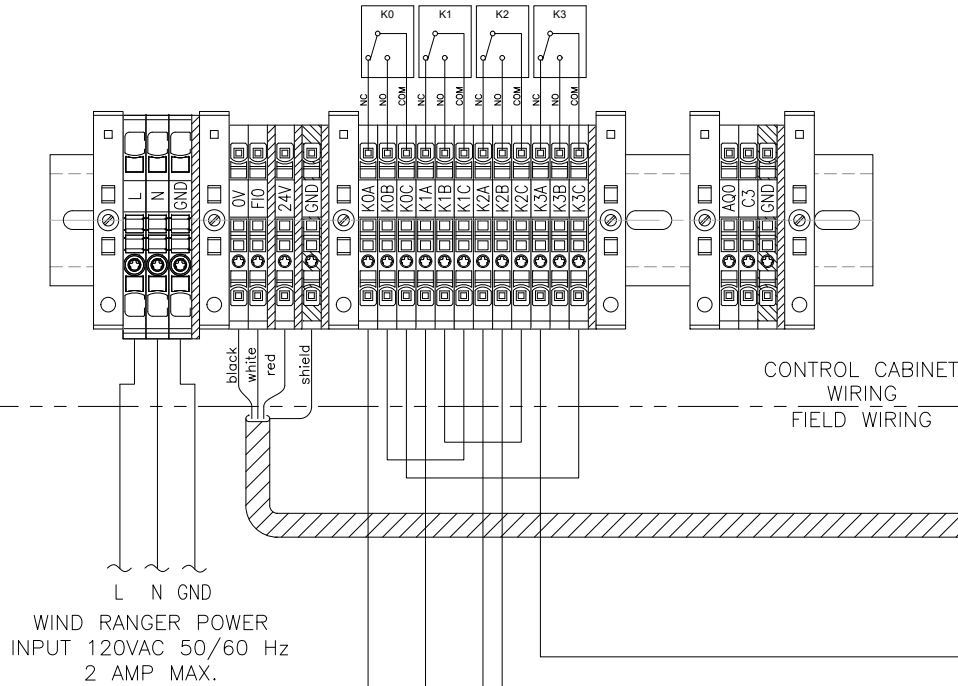 K0 K1 K2 K3
NC NO COM NC NO COM NC NO COM NC NO COM
L N GND 0V FI0 24V GND K0A K0B K0C K1A K1B K1C K2A K2B K2C K3A K3B K3C AQ0 C3 GND
black
white
red
shield
CONTROL CABINET
WIRING
FIELD WIRING
L N GND
WIND RANGER POWER
INPUT 120VAC 50/60 Hz
2 AMP MAX.